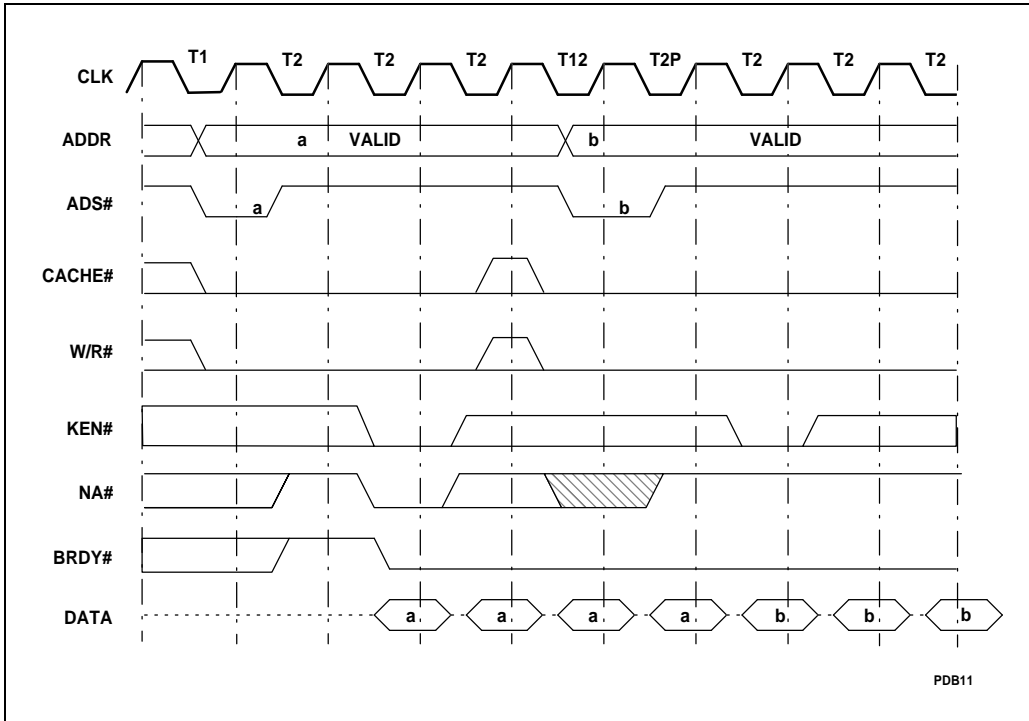 T1 T2 T2 T2 T12 T2P T2 T2 T2
CLK
ADDR a VALID b VALID
ADS# a b
CACHE#
W/R#
KEN#
NA#
BRDY#
DATA a a a a b b b
PDB11